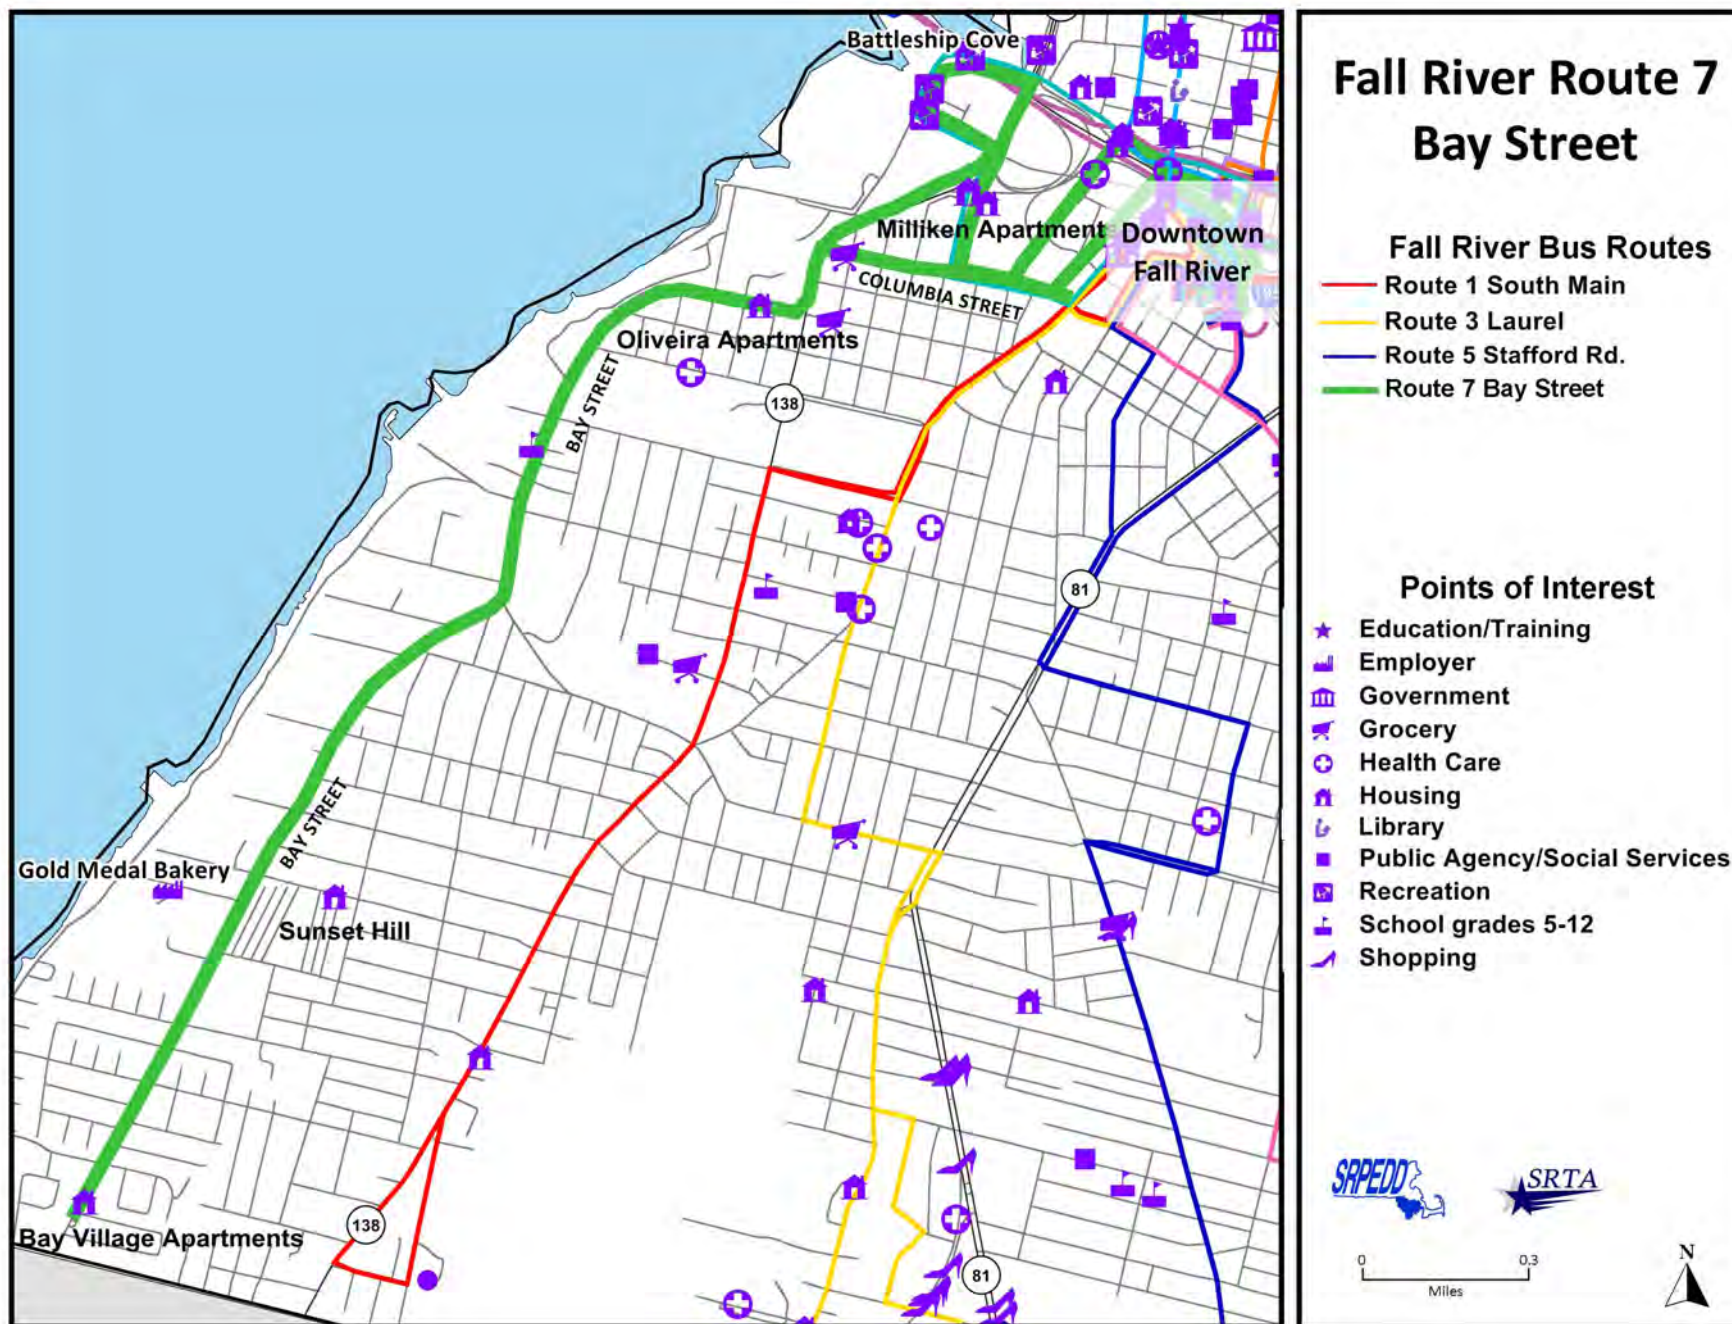 Battleship Cove
Milliken Apartment
Downtown
Fall River
COLUMBIA STREET
Oliveira Apartments
BAY STREET
138
81
BAY STREET
Gold Medal Bakery
Sunset Hill
Bay Village Apartments
138
81
Fall River Route 7
Bay Street
Fall River Bus Routes
Route 1 South Main
Route 3 Laurel
Route 5 Stafford Rd.
Route 7 Bay Street
Points of Interest
Education/Training
Employer
Government
Grocery
Health Care
Housing
Library
Public Agency/Social Services
Recreation
School grades 5-12
Shopping
SRPEDD
SRTA
N
0 0.3
Miles